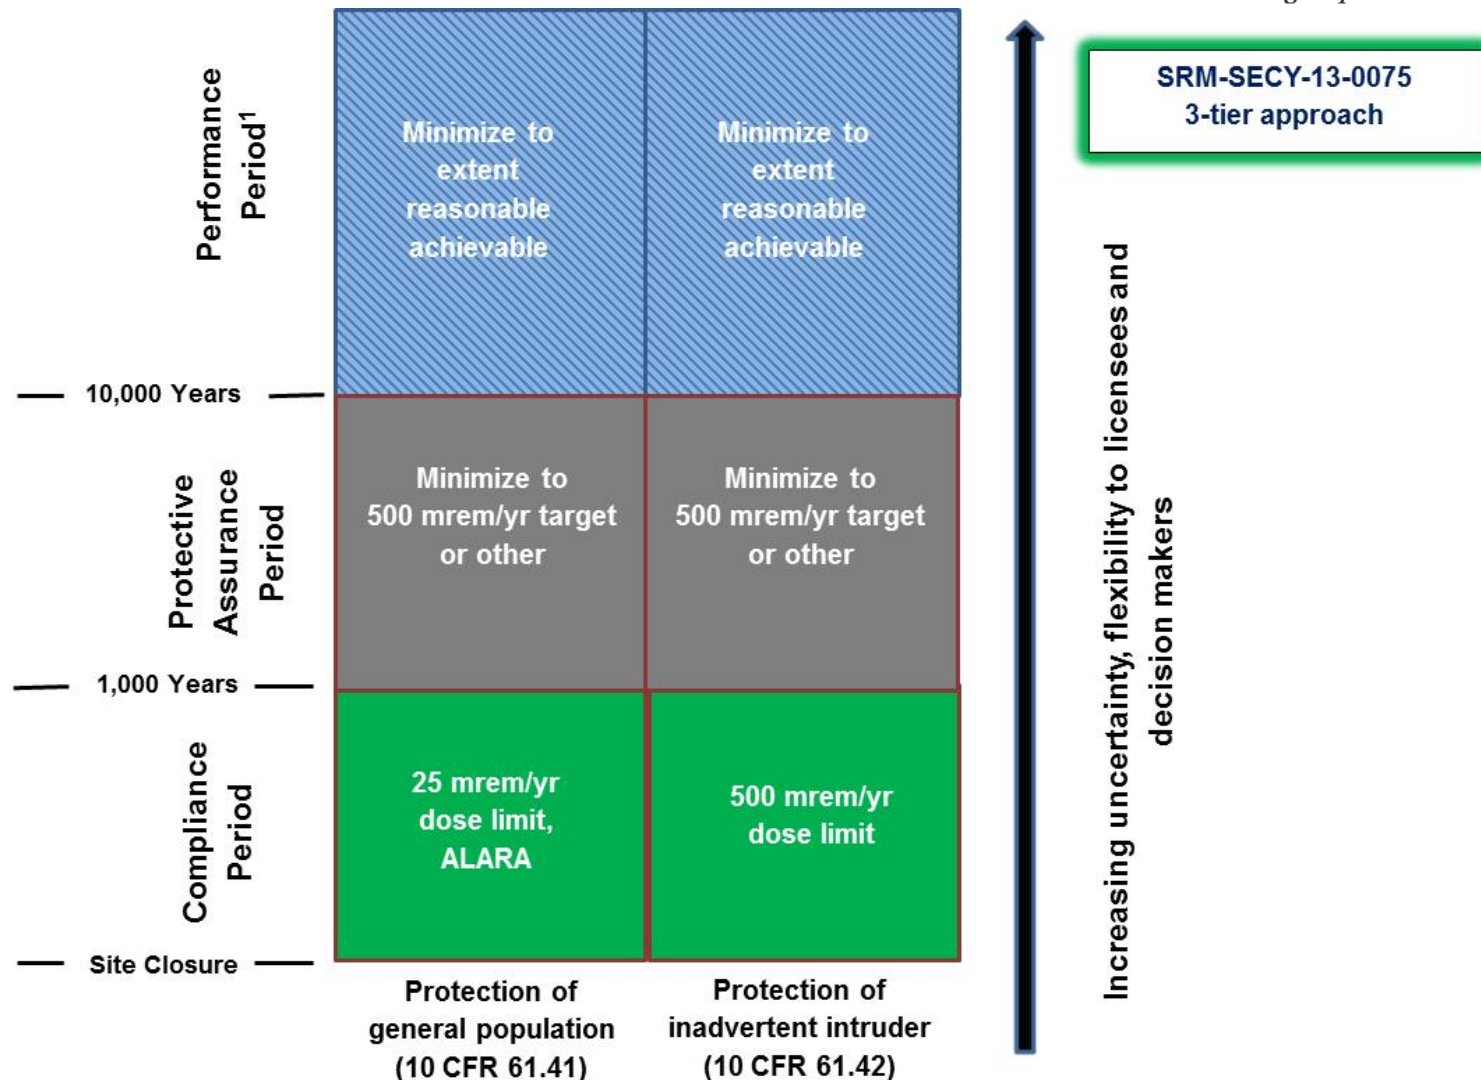 SRM-SECY-13-0075
3-tier approach
Performance
Period¹
Minimize to
extent
reasonable
achievable
Minimize to
extent
reasonable
achievable
10,000 Years
Protective
Assurance
Period
Minimize to
500 mrem/yr target
or other
Minimize to
500 mrem/yr target
or other
1,000 Years
Compliance
Period
25 mrem/yr
dose limit,
ALARA
500 mrem/yr
dose limit
Site Closure
Protection of
general population
(10 CFR 61.41)
Protection of
inadvertent intruder
(10 CFR 61.42)
Increasing uncertainty, flexibility to licensees and
decision makers